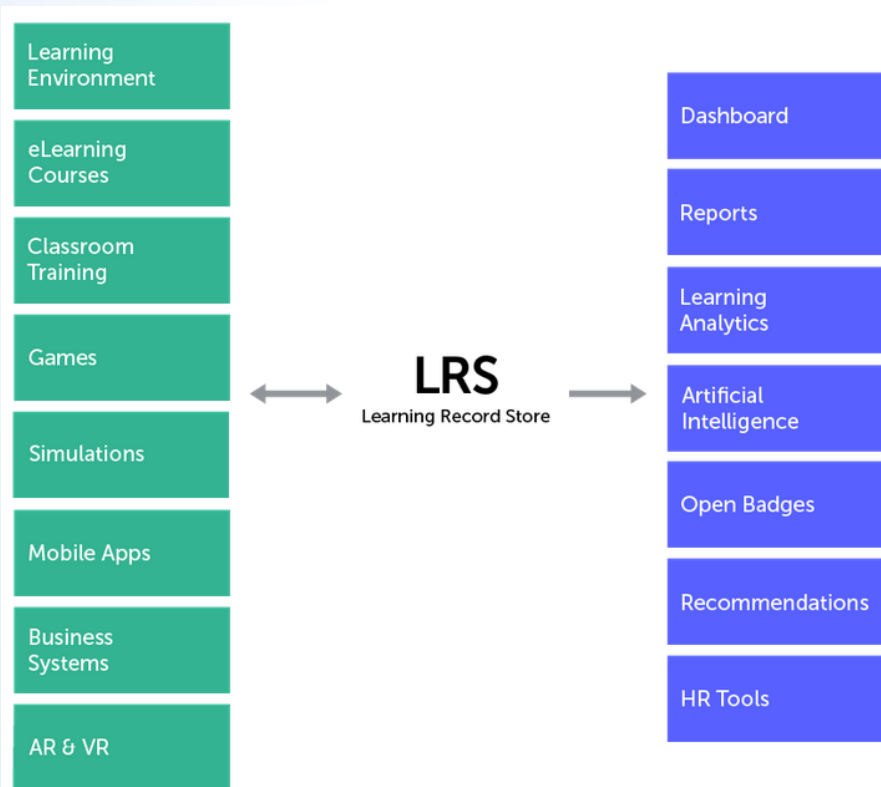 Learning
Environment
eLearning
Courses
Classroom
Training
Games
Simulations
Mobile Apps
Business
Systems
AR & VR
LRS
Learning Record Store
Dashboard
Reports
Learning
Analytics
Artificial
Intelligence
Open Badges
Recommendations
HR Tools